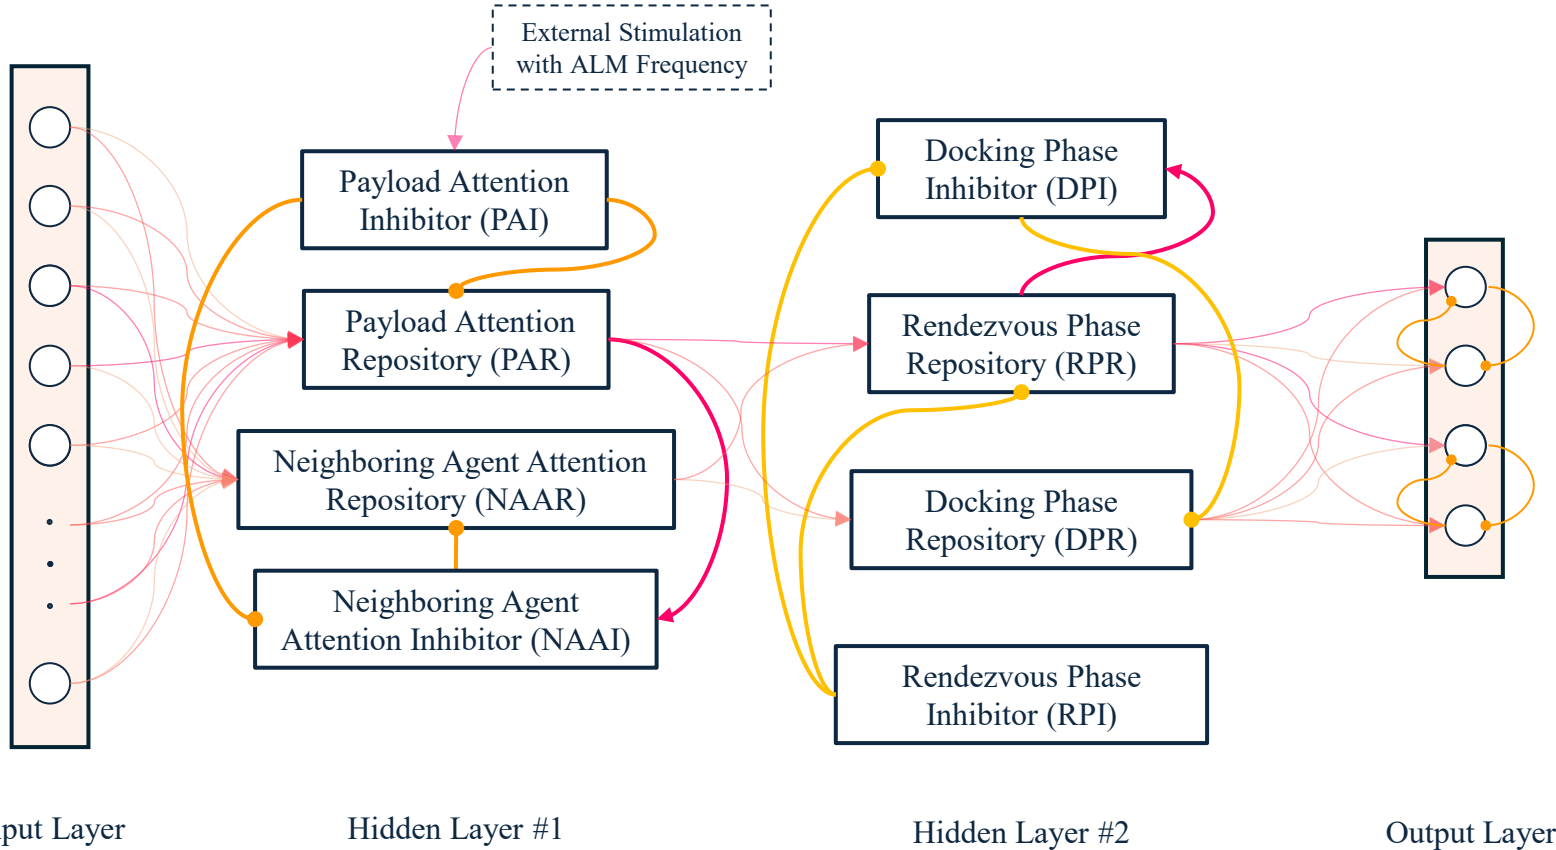 External Stimulation
with ALM Frequency
Payload Attention
Inhibitor (PAI)
Payload Attention
Repository (PAR)
Neighboring Agent Attention
Repository (NAAR)
Neighboring Agent
Attention Inhibitor (NAAI)
Docking Phase
Inhibitor (DPI)
Rendezvous Phase
Repository (RPR)
Docking Phase
Repository (DPR)
Rendezvous Phase
Inhibitor (RPI)
Layer
Hidden Layer #1
Hidden Layer #2
Output Layer